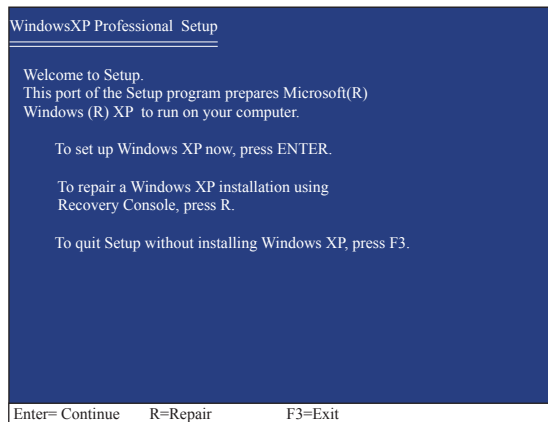 WindowsXP Professional Setup
Welcome to Setup.
This part of the Setup program prepares Microsoft(R)
Windows (R) XP to run on your computer.
To set up Windows XP now, press ENTER.
To repair a Windows XP installation using
Recovery Console, press R.
To quit Setup without installing Windows XP, press F3.
Enter= Continue R=Repair F3=Exit